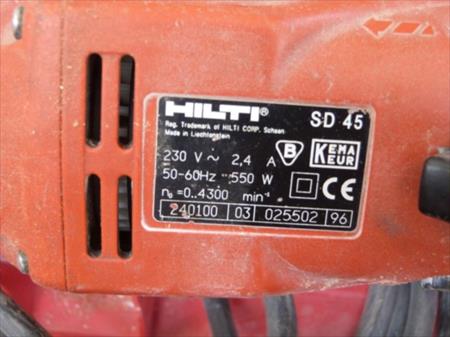 HILTI® SD 45
Reg. Trademark of HILTI CORP. Schaan
Made in Liechtenstein
230 V ~ 2,4 A B KEMA KEUR
50-60Hz 550 W CE
n₀=0..4300 min⁻¹
240100 03 025502 96